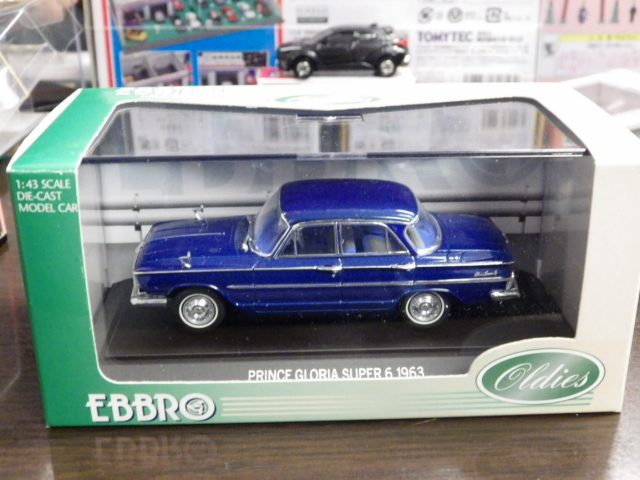 TOMYTEC
1:43 SCALE
DIE-CAST
MODEL CAR
PRINCE GLORIA SUPER 6 1963
EBBRO
Oldies